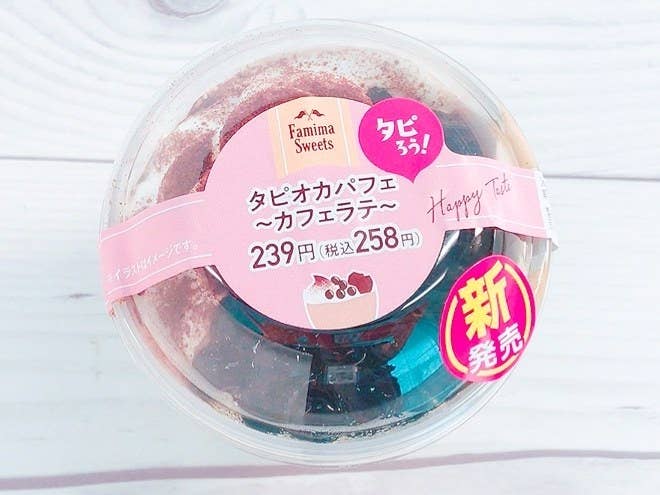 Famima
Sweets
タピ
ろう!
タピオカパフェ
~カフェラテ~
239円(税込258円)
Happy Taste
イラストはイメージです。
新
発売